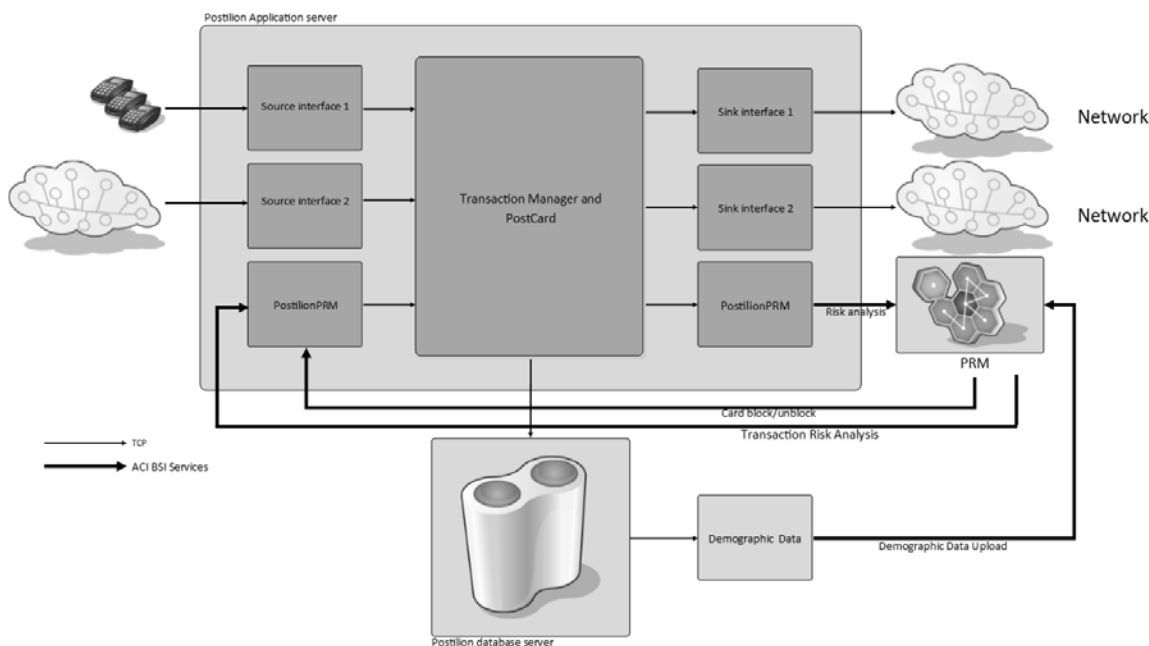 Postilion Application server
Source interface 1
Sink interface 1
Network
Source interface 2
Transaction Manager and
PostCard
Sink interface 2
Network
PostilionPRM
PostilionPRM
Risk analysis
PRM
Card block/unblock
Transaction Risk Analysis
TCP
ACI BSI Services
Demographic Data
Demographic Data Upload
Postilion database server